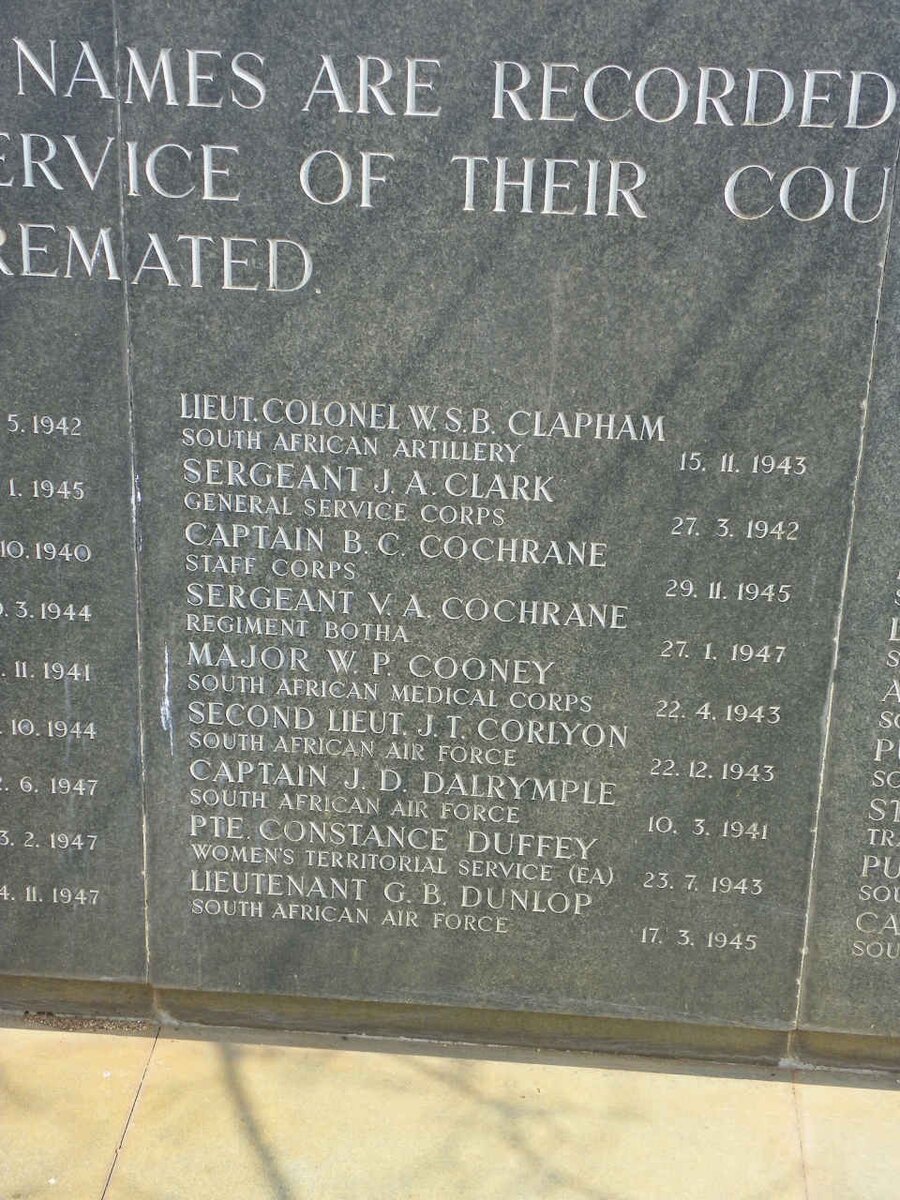 NAMES ARE RECORDED
SERVICE OF THEIR
CREMATED.
5.1942
1.1945
10.1940
3.1944
11.1941
10.1944
6.1947
2.1947
11.1947
LIEUT. COLONEL W.S.B. CLAPHAM
SOUTH AFRICAN ARTILLERY 15. 11. 1943
SERGEANT J. A. CLARK
GENERAL SERVICE CORPS 27. 3. 1942
CAPTAIN B. C. COCHRANE
STAFF CORPS 29. 11. 1945
SERGEANT V. A. COCHRANE
REGIMENT BOTHA 27. 1. 1947
MAJOR W. P. COONEY
SOUTH AFRICAN MEDICAL CORPS 22. 4. 1943
SECOND LIEUT. J. T. CORLYON
SOUTH AFRICAN AIR FORCE 22. 12. 1943
CAPTAIN J. D. DALRYMPLE
SOUTH AFRICAN AIR FORCE 10. 3. 1941
PTE. CONSTANCE DUFFEY
WOMEN'S TERRITORIAL SERVICE (EA) 23. 7. 1943
LIEUTENANT G. B. DUNLOP
SOUTH AFRICAN AIR FORCE 17. 3. 1945